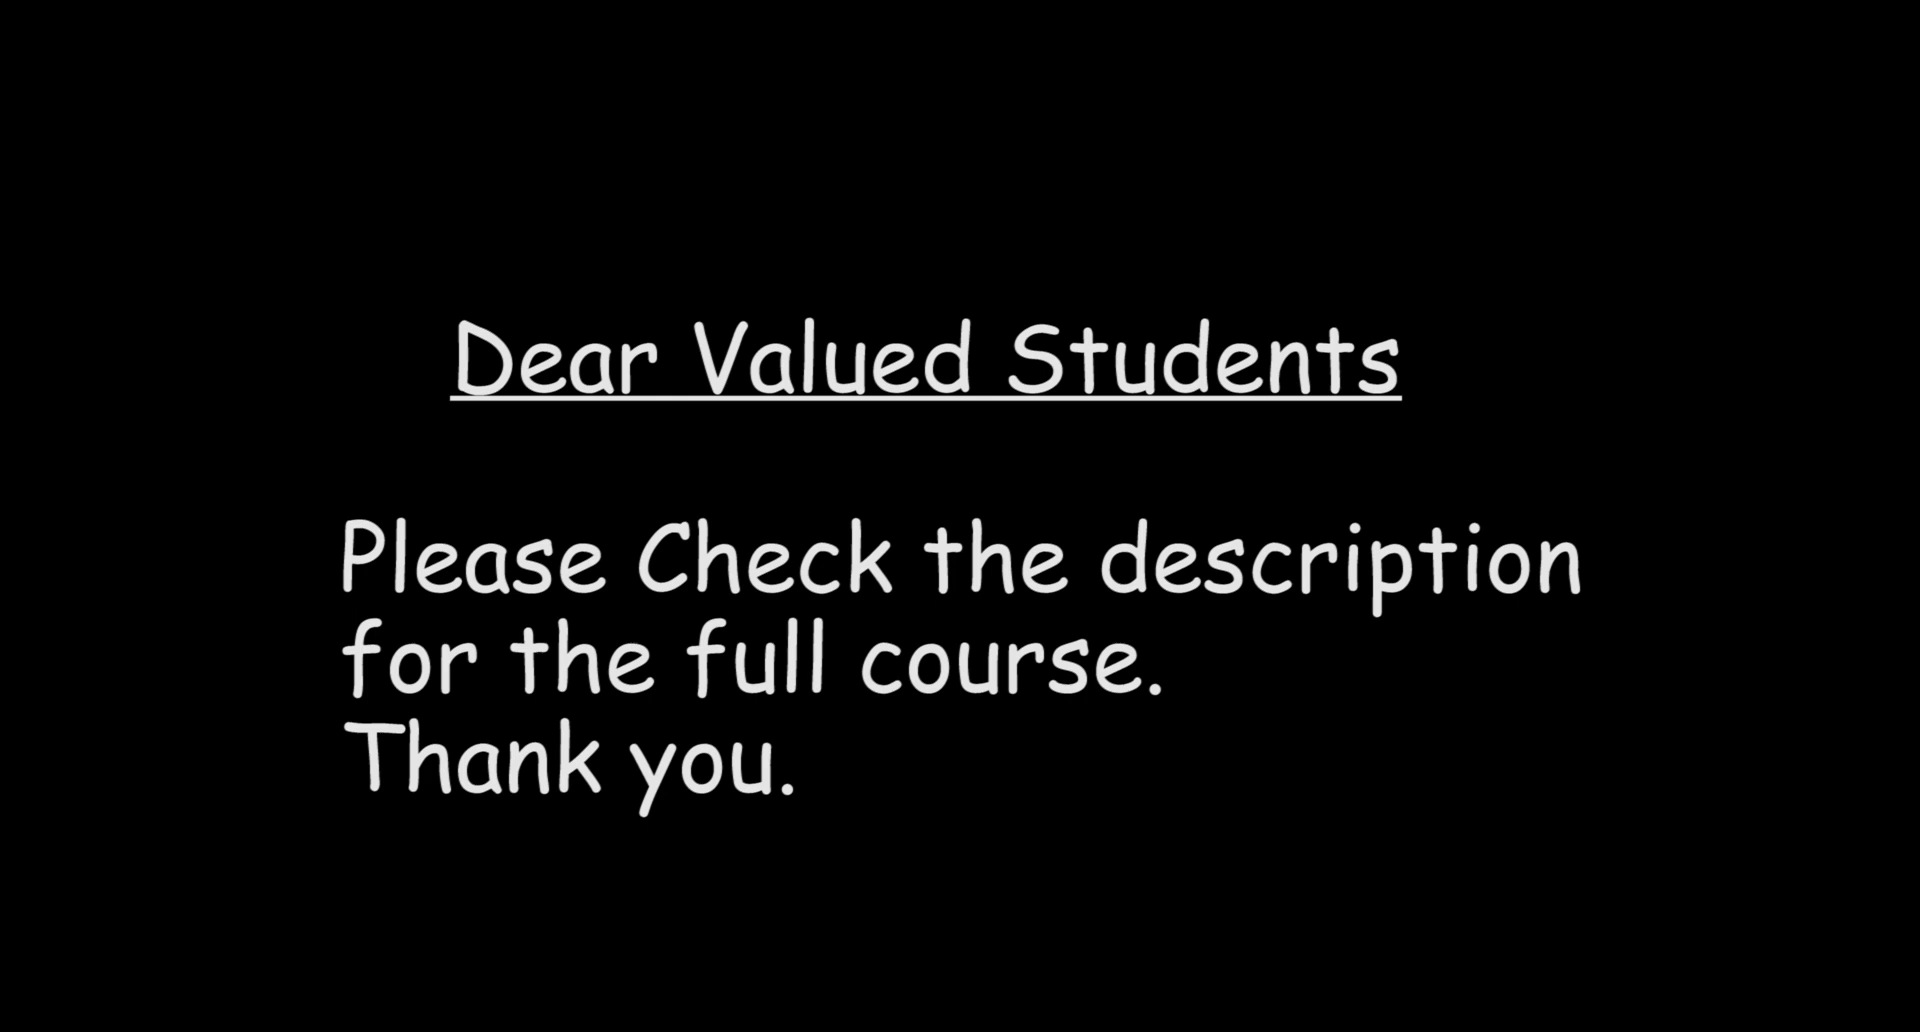 Dear Valued Students
Please Check the description
for the full course.
Thank you.